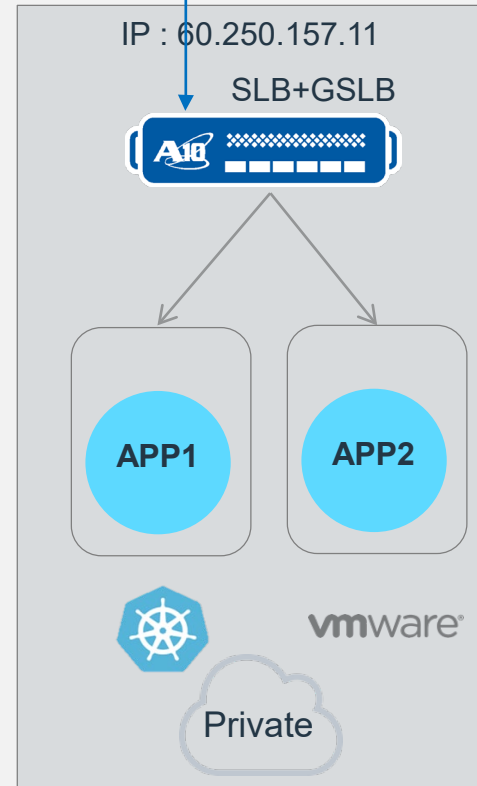 IP : 60.250.157.11
SLB+GSLB
A10
APP1
APP2
vmware®
Private